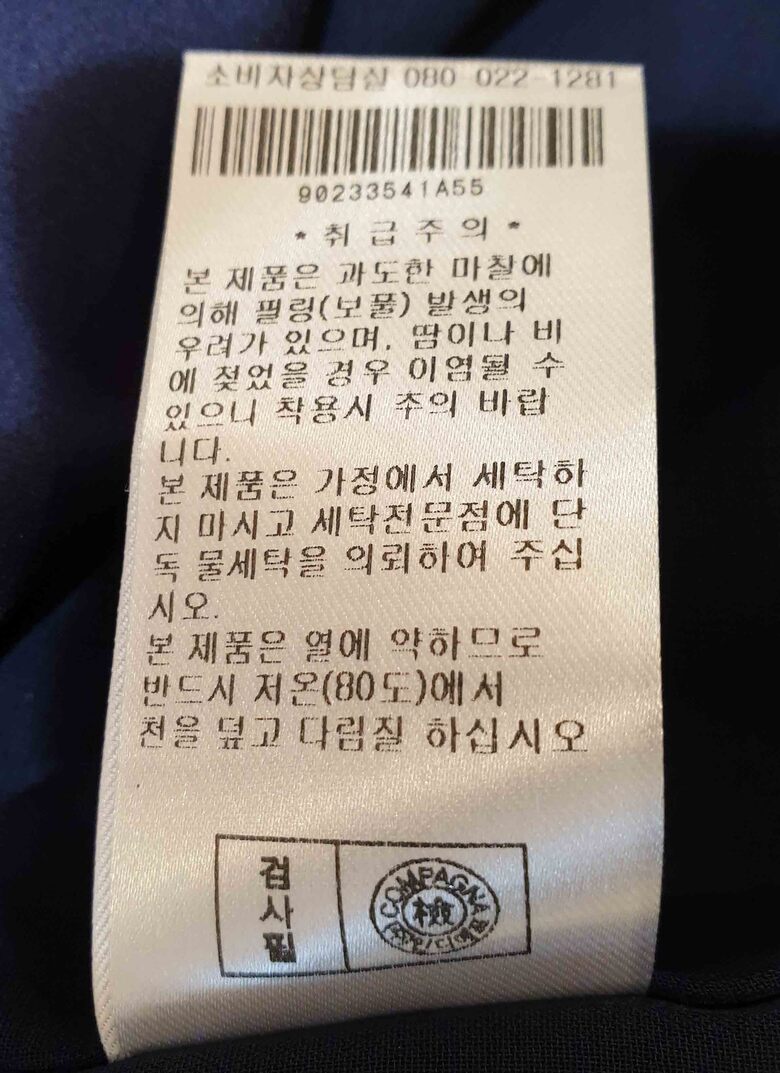 소비자상담실 080-022-1281
90233541A55
*취급주의*
본 제품은 과도한 마찰에
의해 필링(보풀) 발생의
우려가 있으며, 땀이나 비
에 젖었을 경우 이염될 수
있으니 착용시 주의 바랍
니다.
본 제품은 가정에서 세탁하
지 마시고 세탁전문점에 단
독 물세탁을 의뢰하여 주십
시오.
본 제품은 열에 약하므로
반드시 저온(80도)에서
천을 덮고 다림질 하십시오
검사필
COMPAGNA
檢